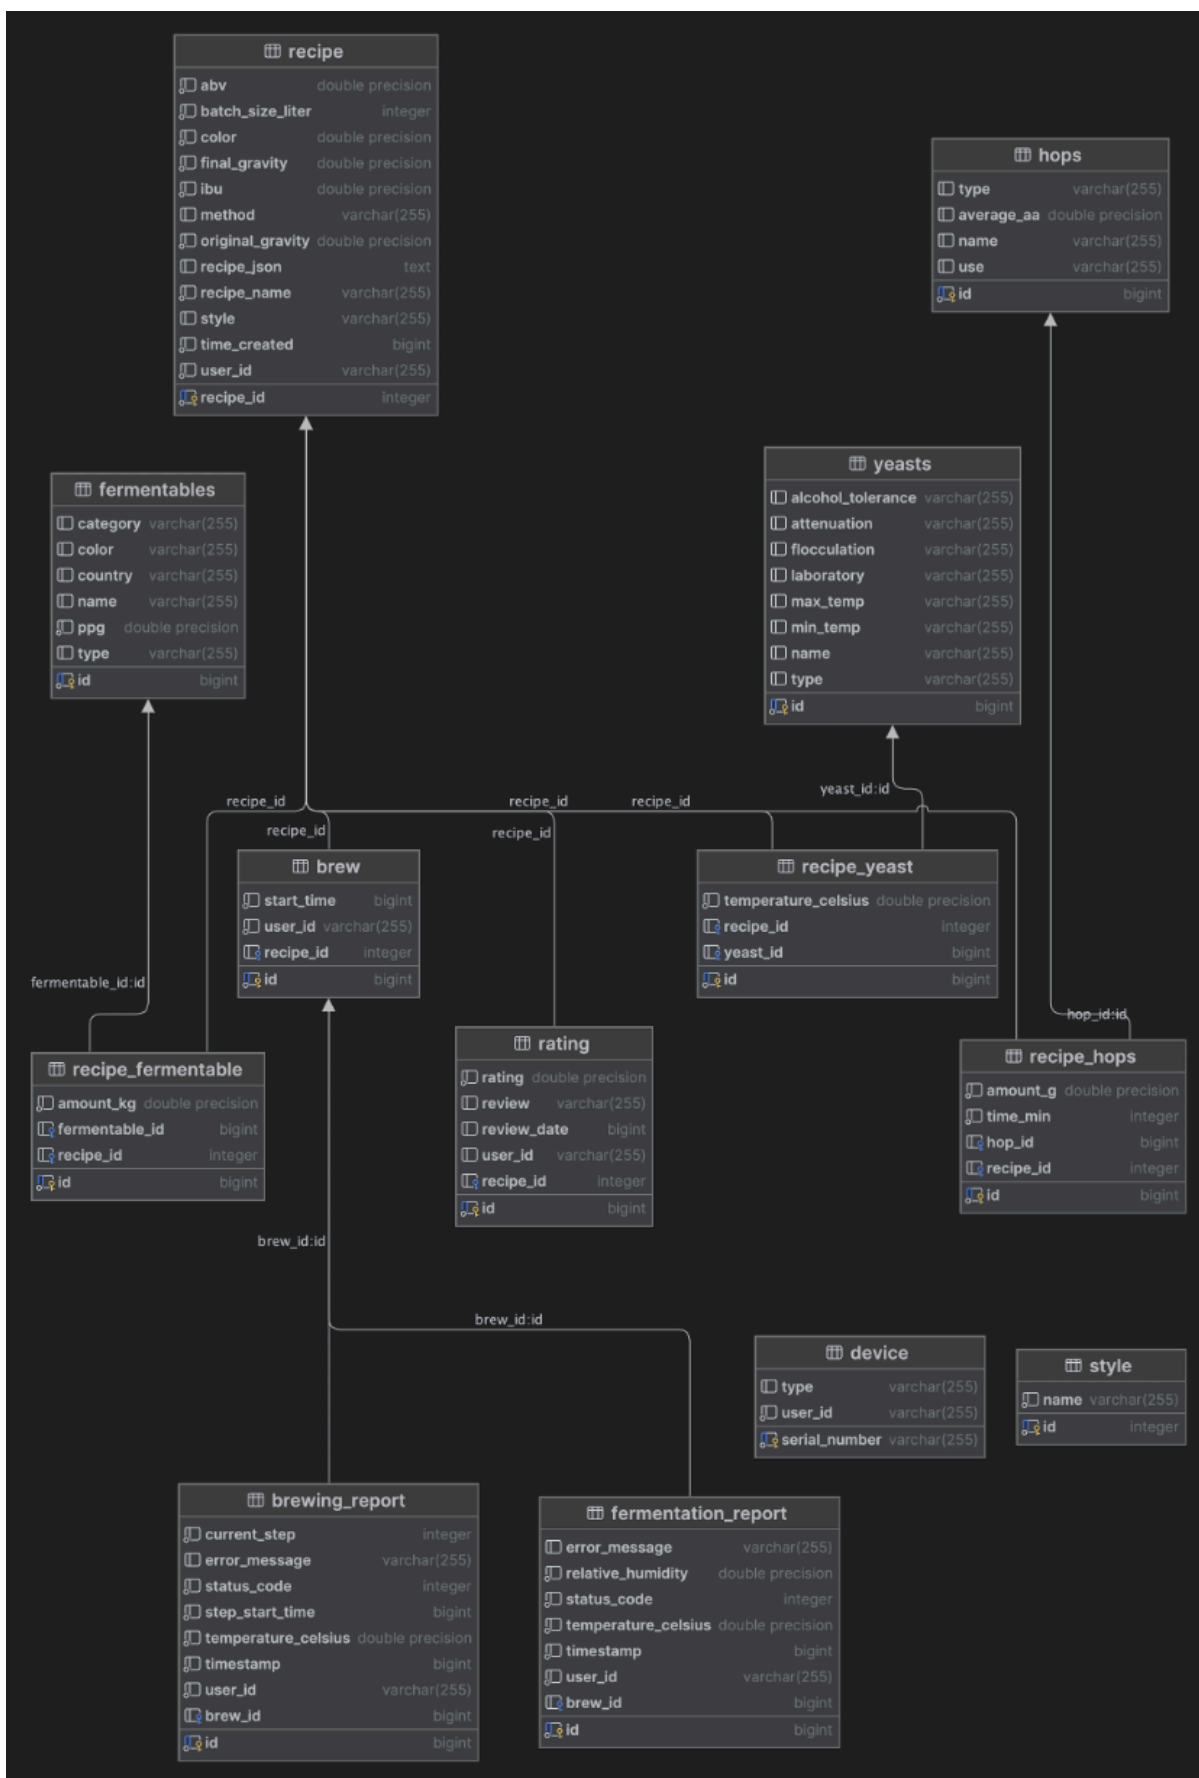 recipe
abv double precision
batch_size_liter integer
color double precision
final_gravity double precision
ibu double precision
method varchar(255)
original_gravity double precision
recipe_json text
recipe_name varchar(255)
style varchar(255)
time_created bigint
user_id varchar(255)
recipe_id integer
hops
type varchar(255)
average_aa double precision
name varchar(255)
use varchar(255)
id bigint
fermentables
category varchar(255)
color varchar(255)
country varchar(255)
name varchar(255)
ppg double precision
type varchar(255)
id bigint
yeasts
alcohol_tolerance varchar(255)
attenuation varchar(255)
flocculation varchar(255)
laboratory varchar(255)
max_temp varchar(255)
min_temp varchar(255)
name varchar(255)
type varchar(255)
id bigint
yeast_id:id
recipe_id
recipe_id
recipe_id
recipe_id
recipe_id
brew
start_time bigint
user_id varchar(255)
recipe_id integer
id bigint
recipe_yeast
temperature_celsius double precision
recipe_id integer
yeast_id bigint
id bigint
fermentable_id:id
hop_id:id
recipe_fermentable
amount_kg double precision
fermentable_id bigint
recipe_id integer
id bigint
rating
rating double precision
review varchar(255)
review_date bigint
user_id varchar(255)
recipe_id integer
id bigint
recipe_hops
amount_g double precision
time_min integer
hop_id bigint
recipe_id integer
id bigint
brew_id:id
brew_id:id
device
type varchar(255)
user_id varchar(255)
serial_number varchar(255)
style
name varchar(255)
id integer
brewing_report
current_step integer
error_message varchar(255)
status_code integer
step_start_time bigint
temperature_celsius double precision
timestamp bigint
user_id varchar(255)
brew_id bigint
id bigint
fermentation_report
error_message varchar(255)
relative_humidity double precision
status_code integer
temperature_celsius double precision
timestamp bigint
user_id varchar(255)
brew_id bigint
id bigint